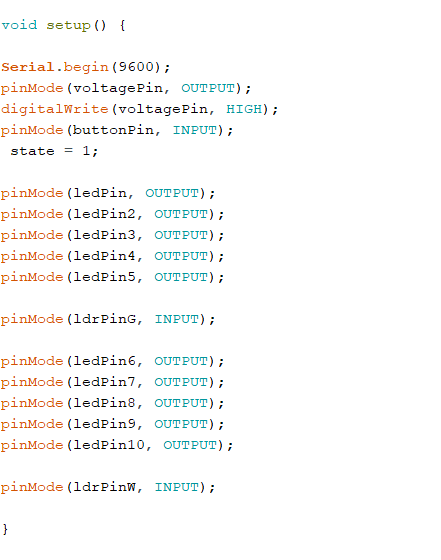 void setup() {
Serial.begin(9600);
pinMode(voltagePin, OUTPUT);
digitalWrite(voltagePin, HIGH);
pinMode(buttonPin, INPUT);
state = 1;
pinMode(ledPin, OUTPUT);
pinMode(ledPin2, OUTPUT);
pinMode(ledPin3, OUTPUT);
pinMode(ledPin4, OUTPUT);
pinMode(ledPin5, OUTPUT);
pinMode(ldrPinG, INPUT);
pinMode(ledPin6, OUTPUT);
pinMode(ledPin7, OUTPUT);
pinMode(ledPin8, OUTPUT);
pinMode(ledPin9, OUTPUT);
pinMode(ledPin10, OUTPUT);
pinMode(ldrPinW, INPUT);
}